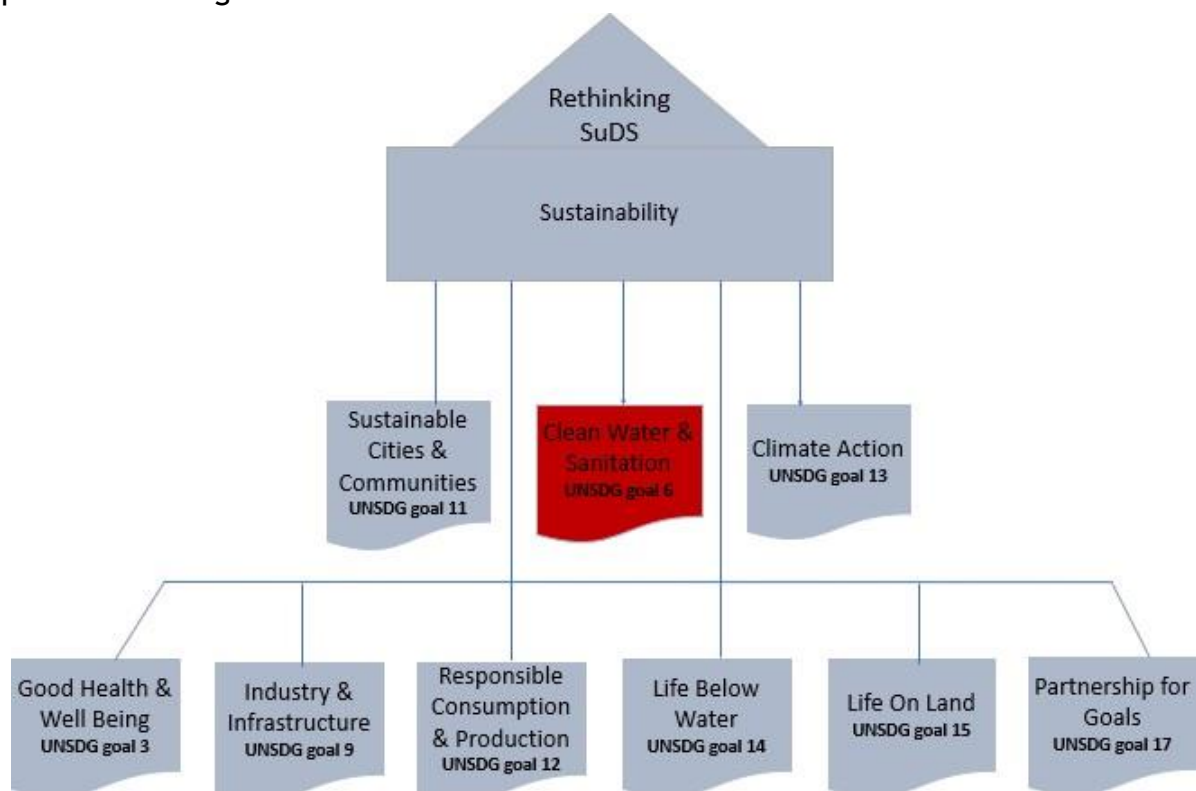 Rethinking
SuDS
Sustainability
Sustainable
Cities &
Communities
UNSDG goal 11
Clean Water &
Sanitation
UNSDG goal 6
Climate Action
UNSDG goal 13
Good Health &
Well Being
UNSDG goal 3
Industry &
Infrastructure
UNSDG goal 9
Responsible
Consumption
& Production
UNSDG goal 12
Life Below
Water
UNSDG goal 14
Life On Land
UNSDG goal 15
Partnership for
Goals
UNSDG goal 17